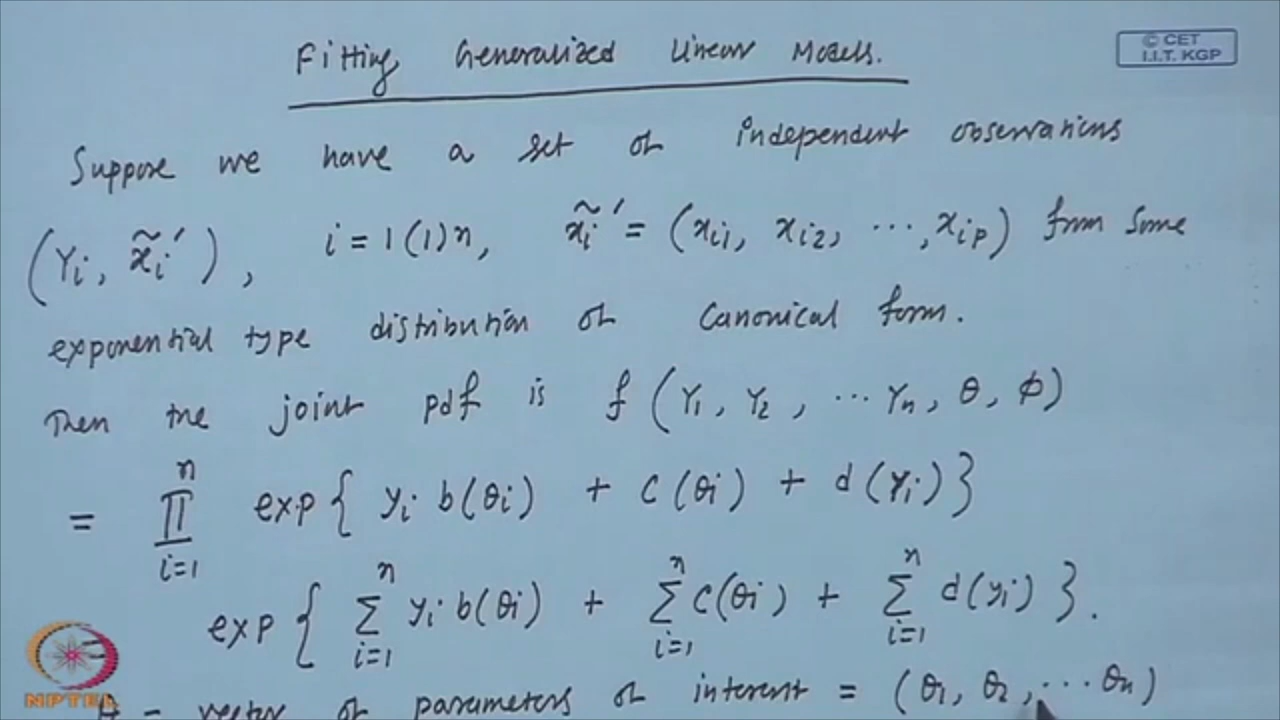 Fitting Generalized Linear Models.
© CET
I.I.T. KGP
Suppose we have a set of independent observations
(Yi, x̃i′), i = 1(1)n, x̃i′ = (xi1, xi2, ⋯, xip) from some
exponential type distribution of canonical form.
Then the joint pdf is f(Y1, Y2, ⋯ Yn, θ, ϕ)
= ∏_{i=1}^{n} exp{ yi b(θi) + c(θi) + d(yi) }
= exp{ ∑_{i=1}^{n} yi b(θi) + ∑_{i=1}^{n} c(θi) + ∑_{i=1}^{n} d(yi) }.
θ – vector of parameters of interest = (θ1, θ2, ⋯ θn)
NPTEL